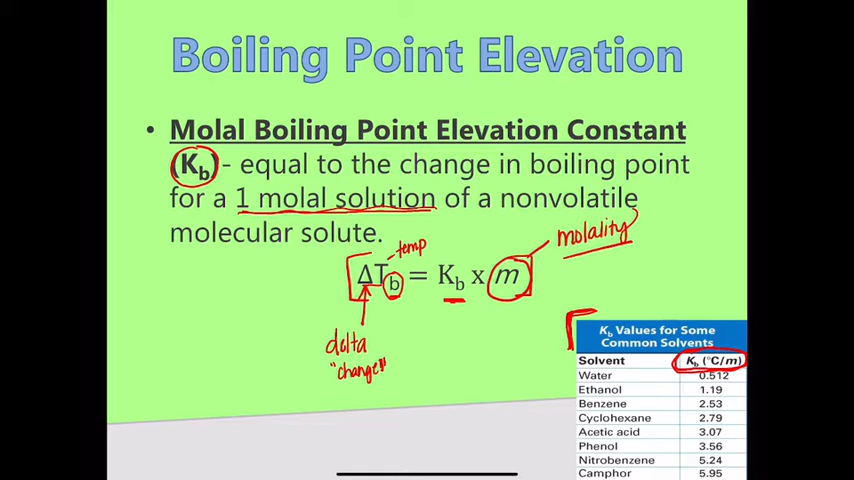 Boiling Point Elevation
• Molal Boiling Point Elevation Constant
(Kb)- equal to the change in boiling point
for a 1 molal solution of a nonvolatile
molecular solute.
temp
molality
ΔTb = Kb x m
delta
"change"
Kb Values for Some
Common Solvents
Solvent Kb (°C/m)
Water 0.512
Ethanol 1.19
Benzene 2.53
Cyclohexane 2.79
Acetic acid 3.07
Phenol 3.56
Nitrobenzene 5.24
Camphor 5.95